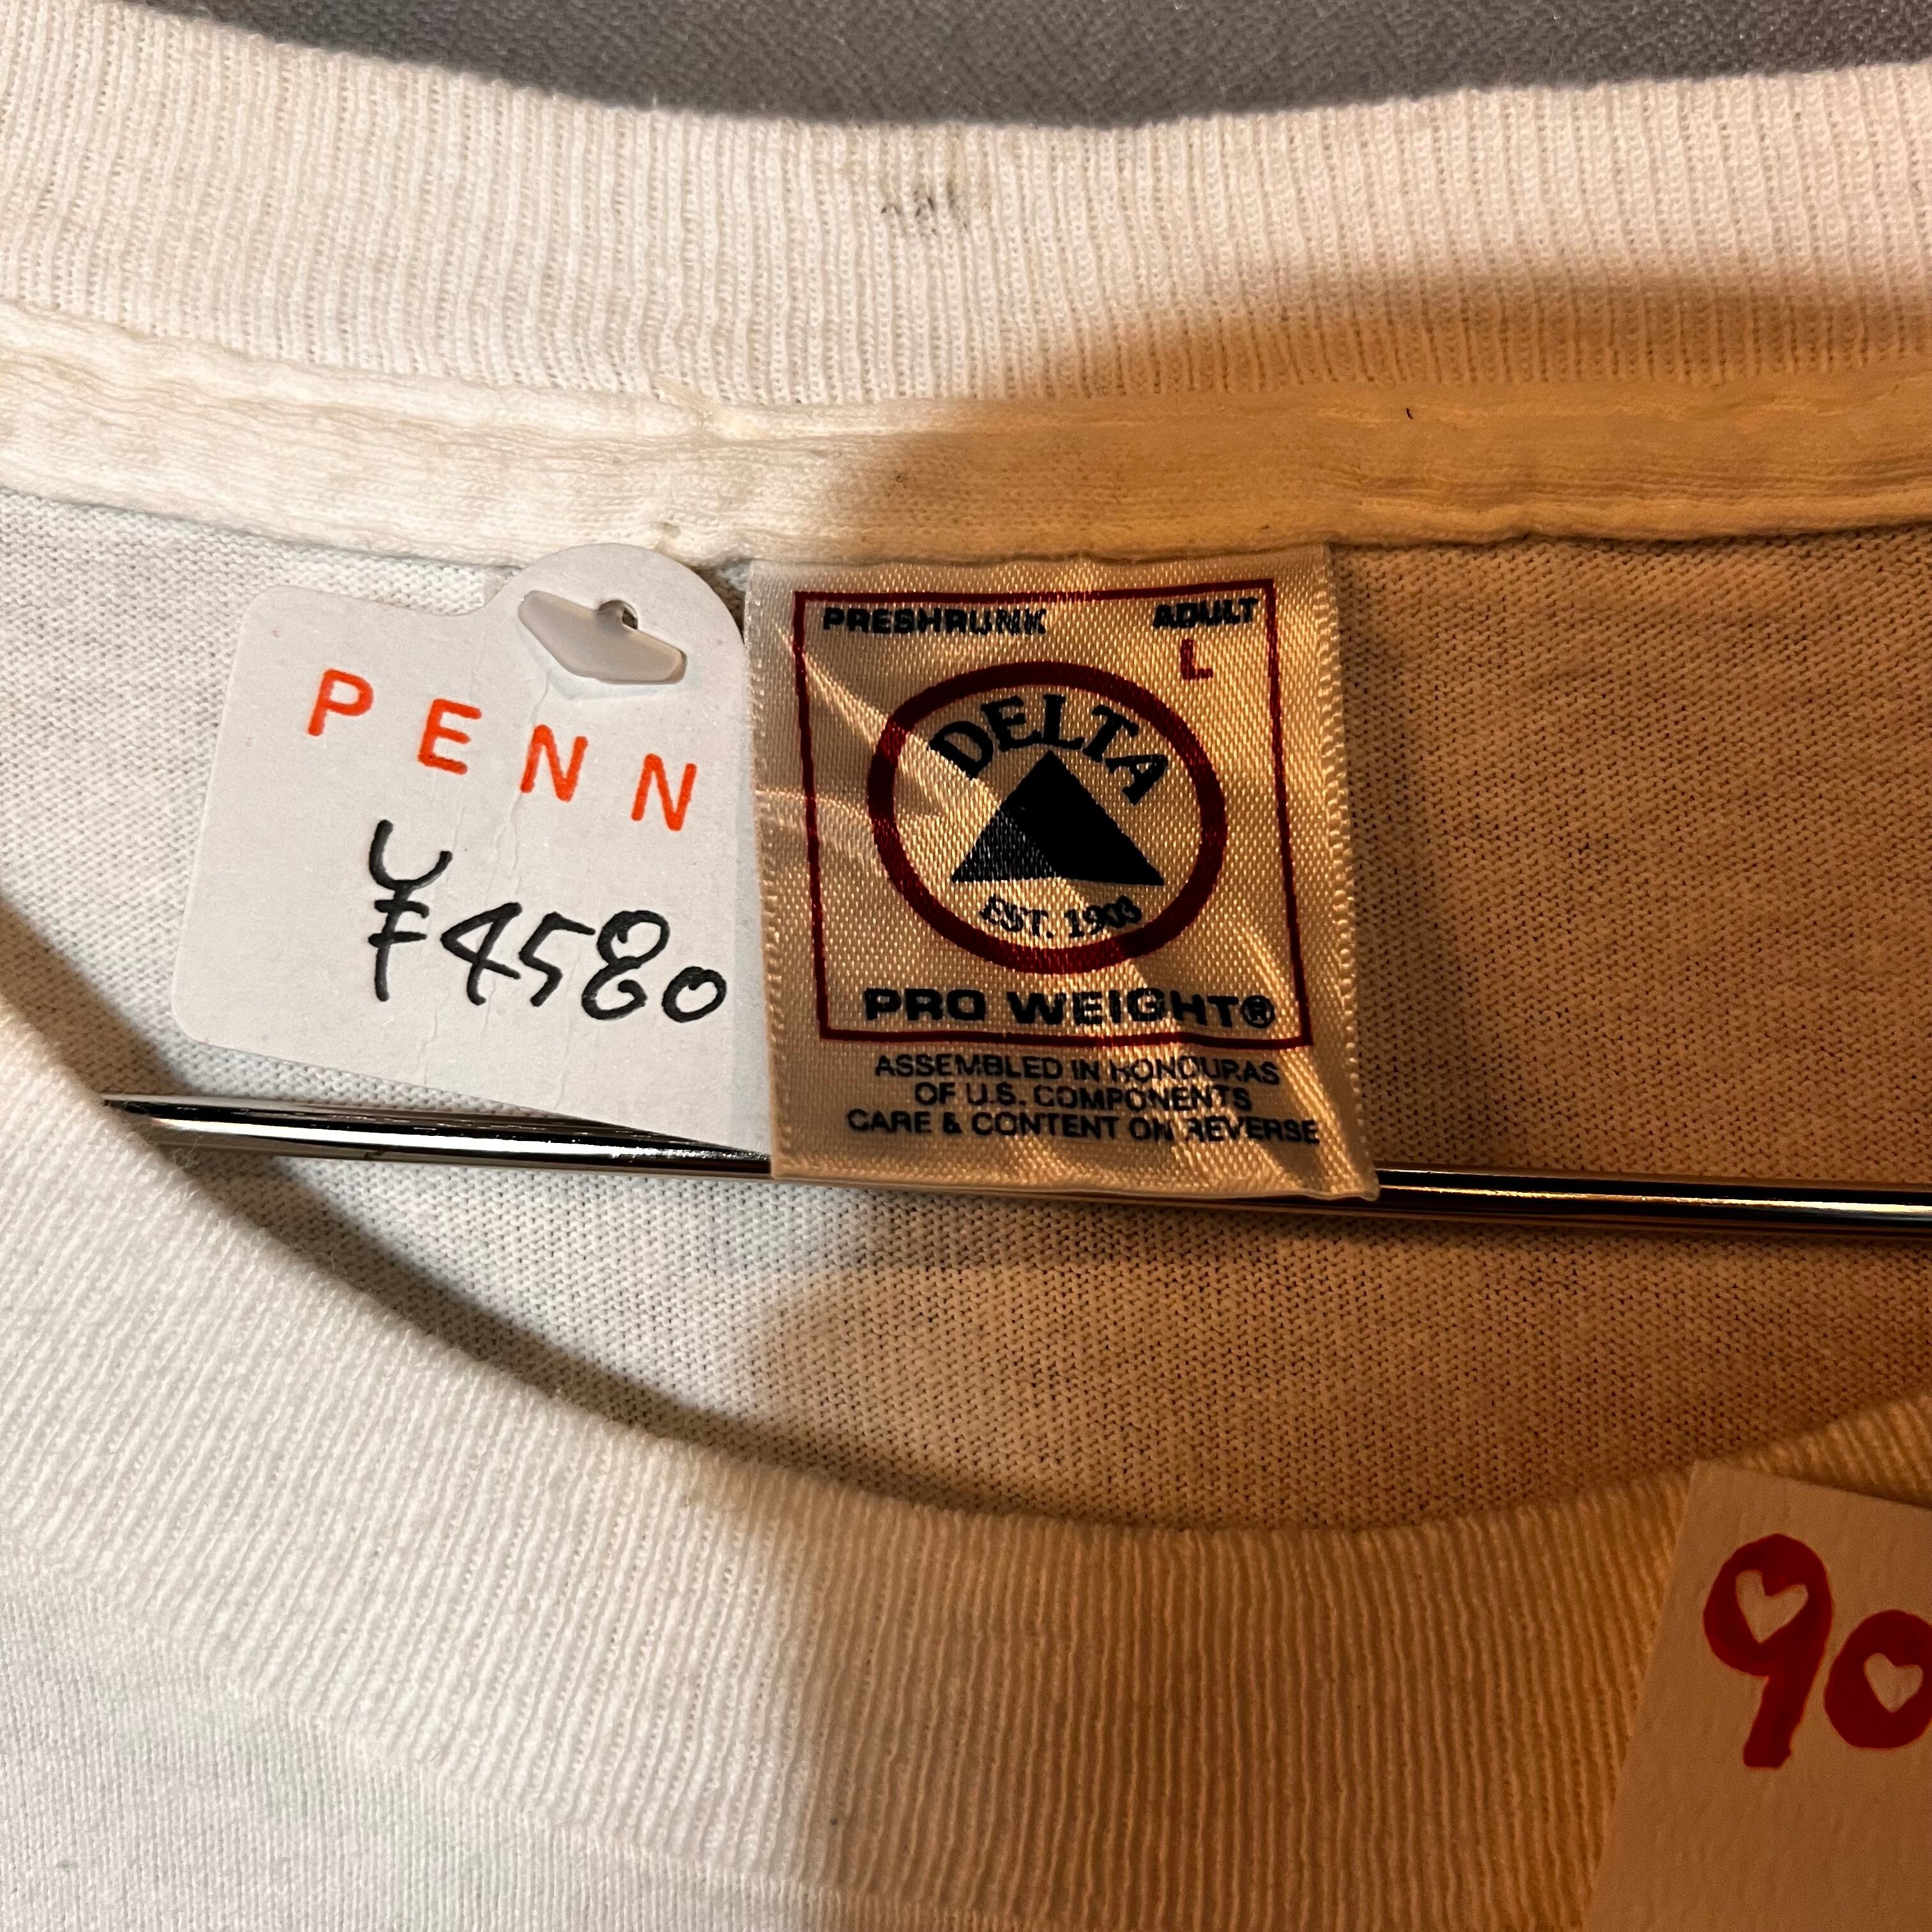 PENN
¥4580
PRESHRUNK ADULT
L
DELTA
EST. 1903
PRO WEIGHT®
ASSEMBLED IN HONDURAS
OF U.S. COMPONENTS
CARE & CONTENT ON REVERSE
90